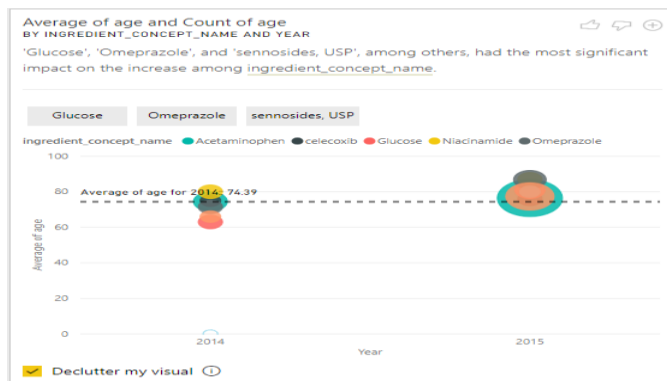 Average of age and Count of age
BY INGREDIENT_CONCEPT_NAME AND YEAR
'Glucose', 'Omeprazole', and 'sennosides, USP', among others, had the most significant
impact on the increase among ingredient_concept_name.
Glucose Omeprazole sennosides, USP
ingredient_concept_name Acetaminophen celecoxib Glucose Niacinamide Omeprazole
100
80
Average of age for 2014: 74.39
60
40
20
0
Average of age
2014 2015
Year
Declutter my visual